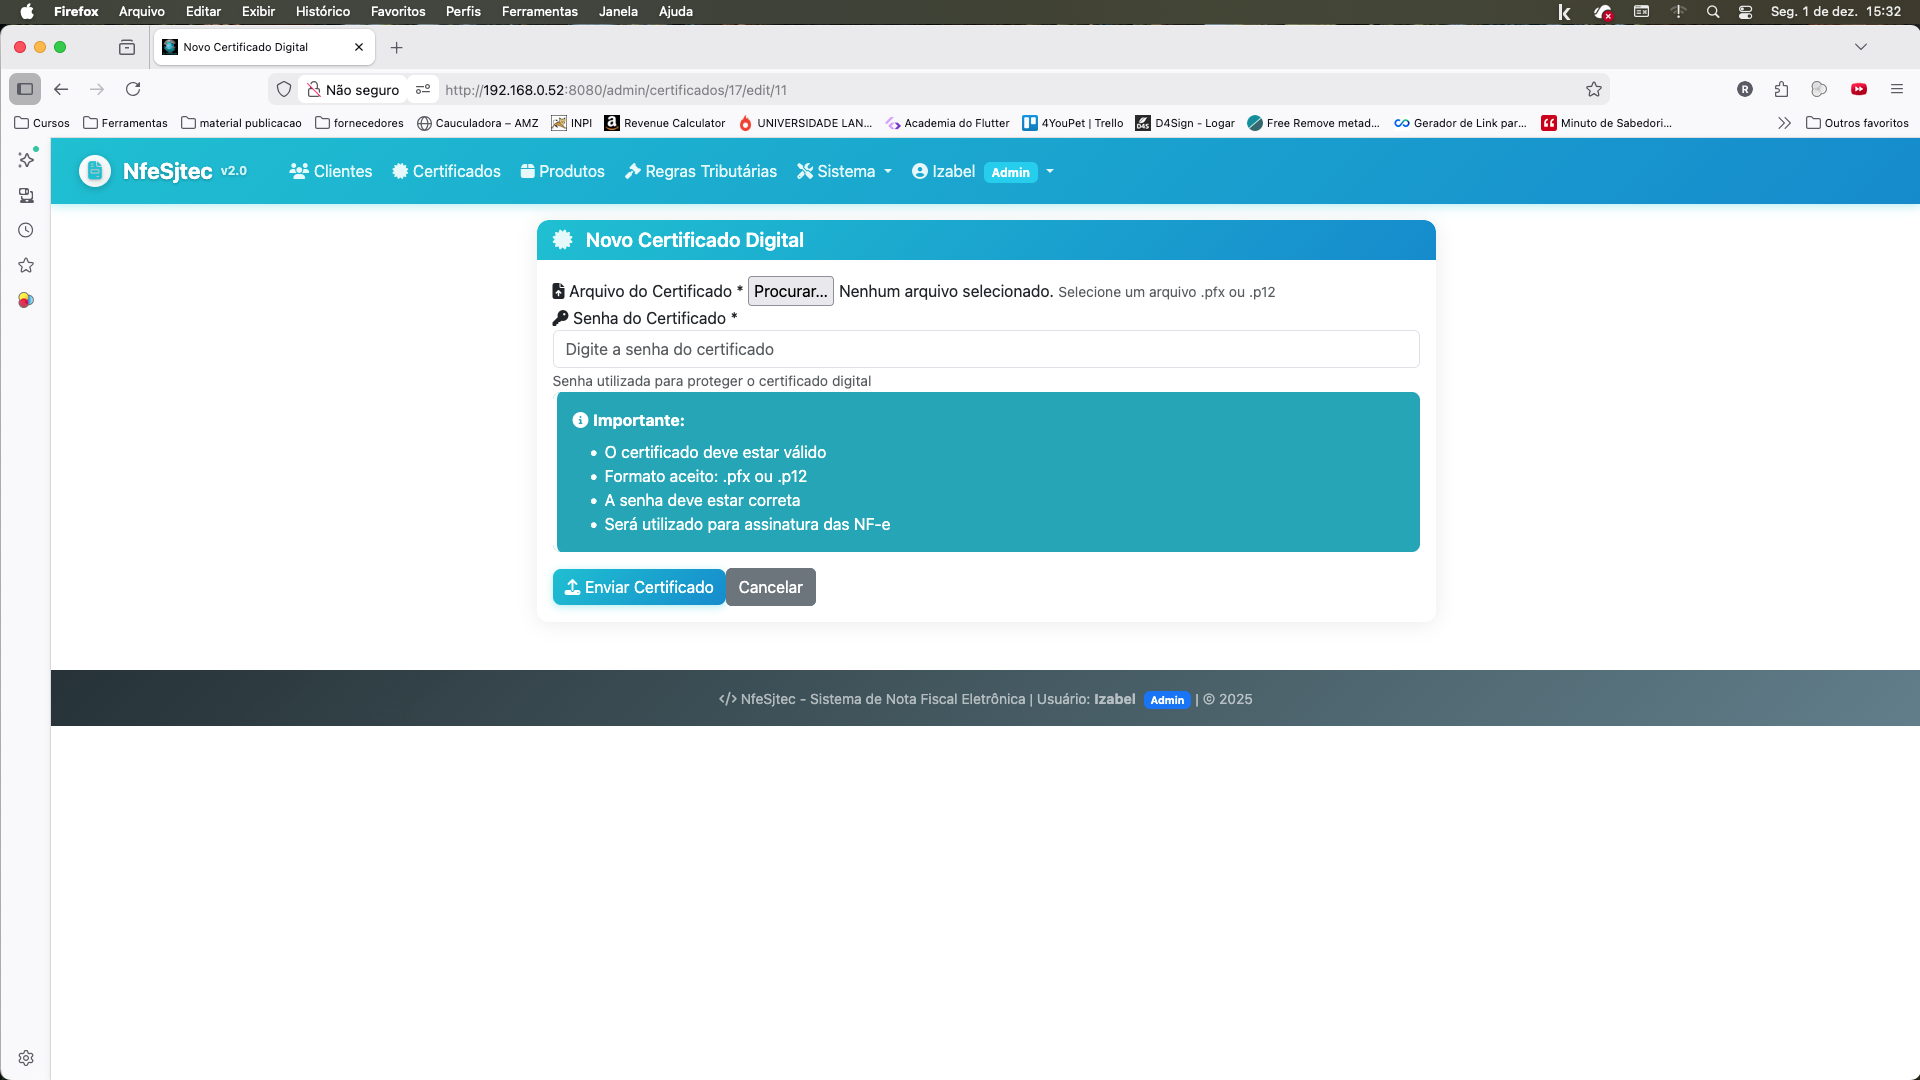 Firefox Arquivo Editar Exibir Histórico Favoritos Perfis Ferramentas Janela Ajuda Seg. 1 de dez. 15:32
Novo Certificado Digital
Não seguro http://192.168.0.52:8080/admin/certificados/17/edit/11
R
Cursos Ferramentas material publicacao fornecedores Cauculadora – AMZ INPI Revenue Calculator UNIVERSIDADE LAN... Academia do Flutter 4YouPet | Trello D4Sign - Logar Free Remove metad... Gerador de Link par... Minuto de Sabedori... Outros favoritos
NfeSjtec v2.0 Clientes Certificados Produtos Regras Tributárias Sistema Izabel Admin
Novo Certificado Digital
Arquivo do Certificado * Procurar... Nenhum arquivo selecionado. Selecione um arquivo .pfx ou .p12
Senha do Certificado *
Digite a senha do certificado
Senha utilizada para proteger o certificado digital
Importante:
• O certificado deve estar válido
• Formato aceito: .pfx ou .p12
• A senha deve estar correta
• Será utilizado para assinatura das NF-e
Enviar Certificado Cancelar
</> NfeSjtec - Sistema de Nota Fiscal Eletrônica | Usuário: Izabel Admin | © 2025